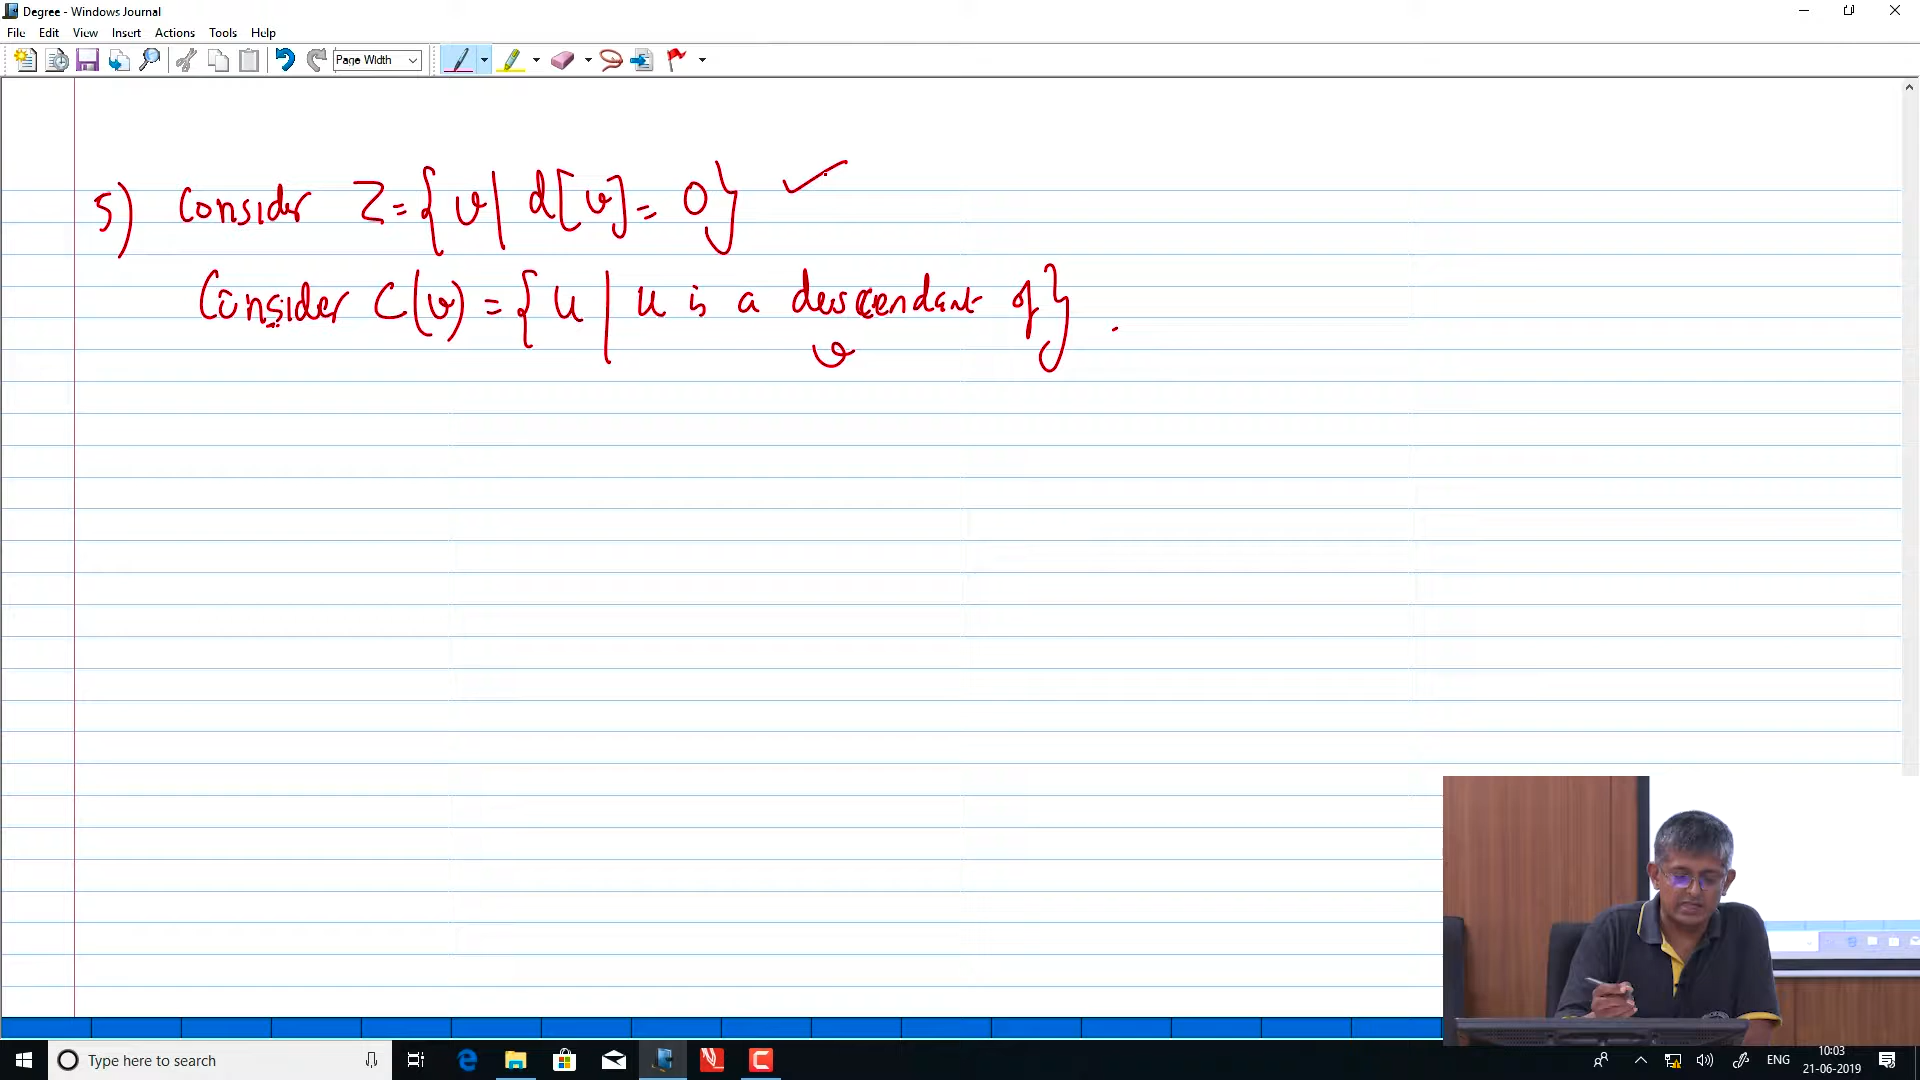 Degree - Windows Journal
File Edit View Insert Actions Tools Help
Page Width
5) Consider Z = { v | d[v] = 0 } ✓
Consider C(v) = { u | u is a descendant of }
v
Type here to search
ENG
10:03
21-06-2019